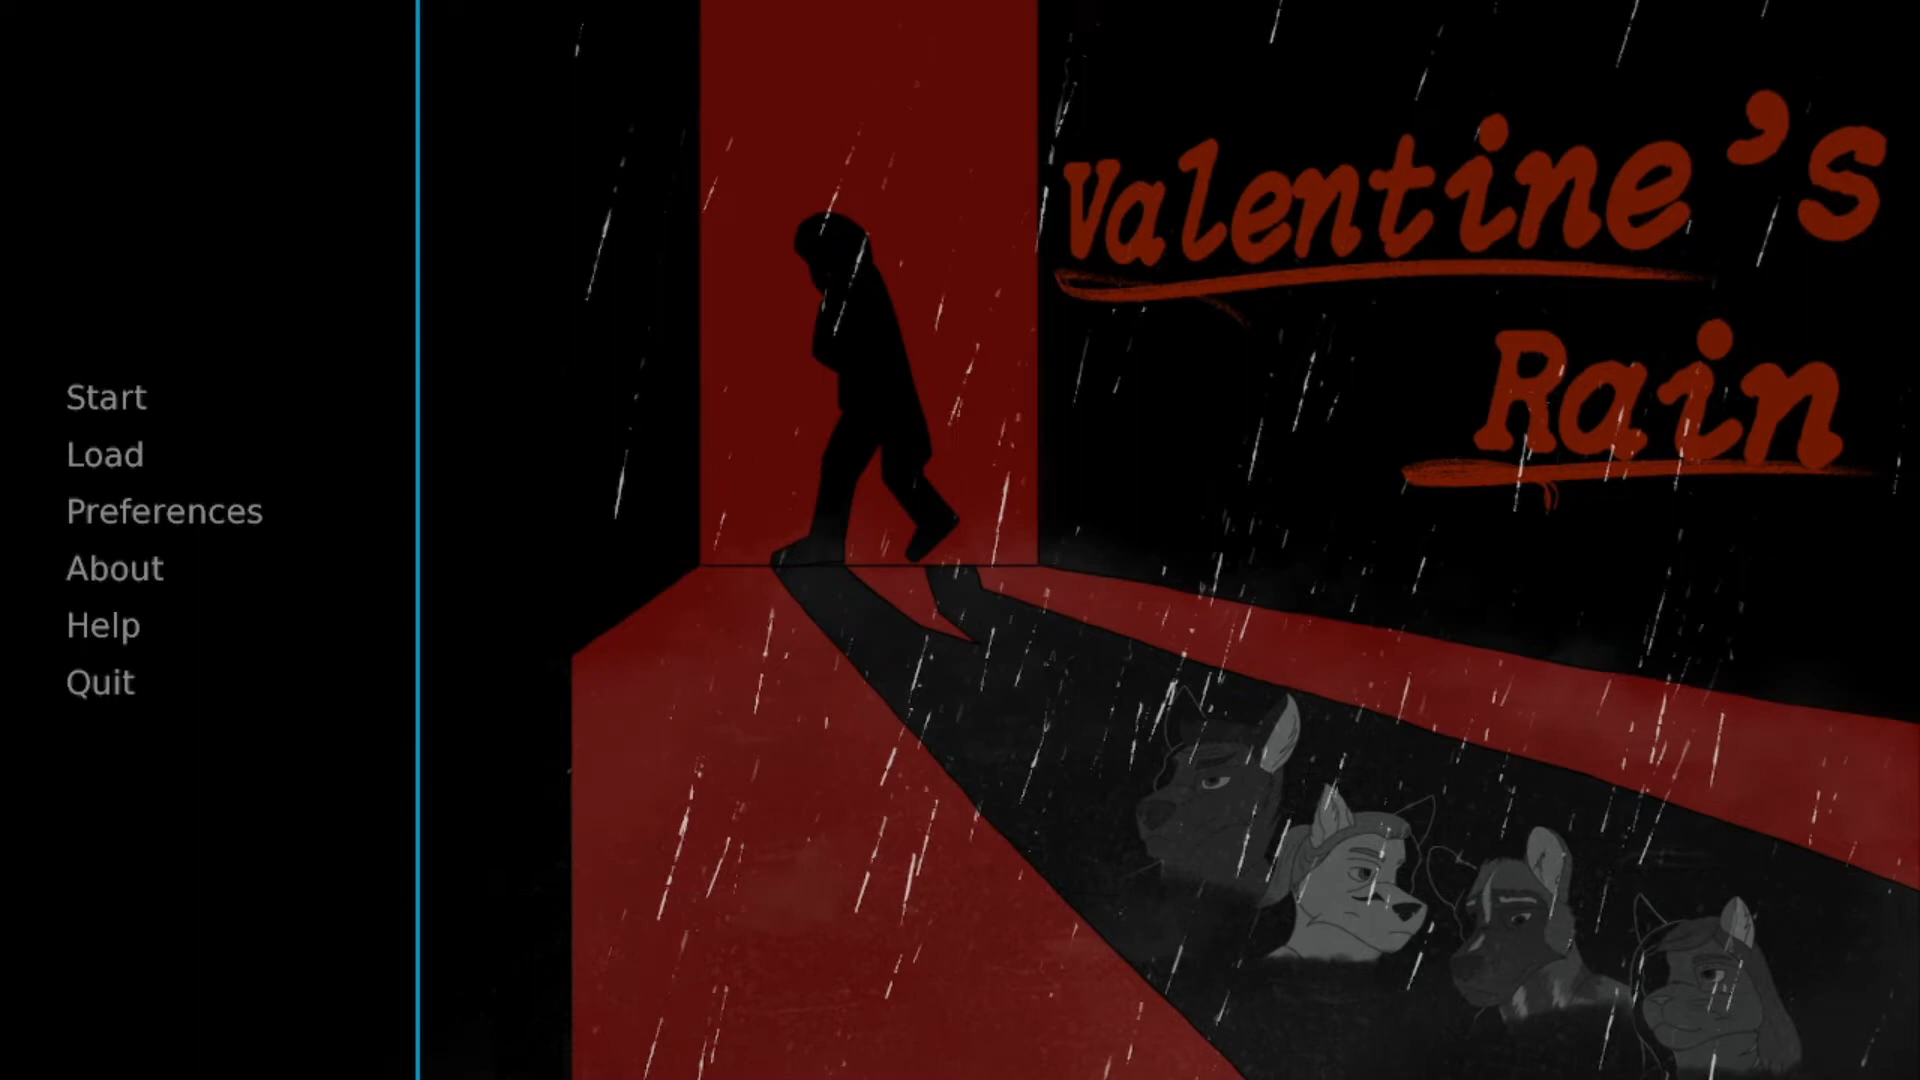 Valentine's
Rain
Start
Load
Preferences
About
Help
Quit